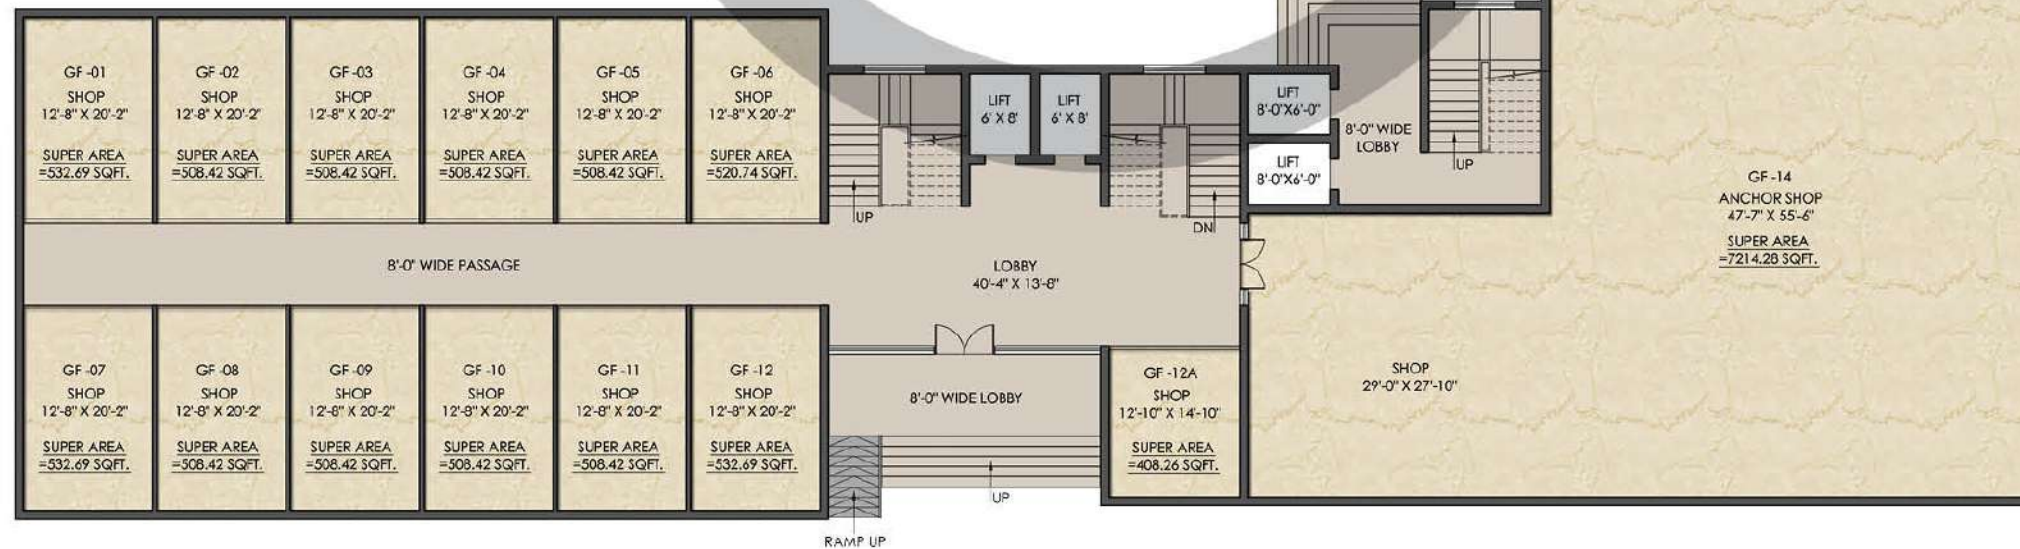 GF -01
SHOP
12'-8" X 20'-2"
SUPER AREA
=532.69 SQFT.
GF -02
SHOP
12'-8" X 20'-2"
SUPER AREA
=508.42 SQFT.
GF -03
SHOP
12'-8" X 20'-2"
SUPER AREA
=508.42 SQFT.
GF -04
SHOP
12'-8" X 20'-2"
SUPER AREA
=508.42 SQFT.
GF -05
SHOP
12'-8" X 20'-2"
SUPER AREA
=508.42 SQFT.
GF -06
SHOP
12'-8" X 20'-2"
SUPER AREA
=520.74 SQFT.
LIFT
6' X 8'
LIFT
6' X 8'
LIFT
8'-0"X6'-0"
LIFT
8'-0"X6'-0"
8'-0" WIDE
LOBBY
UP
UP
DN
GF -14
ANCHOR SHOP
47'-7" X 55'-6"
SUPER AREA
=7214.28 SQFT.
8'-0" WIDE PASSAGE
LOBBY
40'-4" X 13'-8"
GF -07
SHOP
12'-8" X 20'-2"
SUPER AREA
=532.69 SQFT.
GF -08
SHOP
12'-8" X 20'-2"
SUPER AREA
=508.42 SQFT.
GF -09
SHOP
12'-8" X 20'-2"
SUPER AREA
=508.42 SQFT.
GF -10
SHOP
12'-8" X 20'-2"
SUPER AREA
=508.42 SQFT.
GF -11
SHOP
12'-8" X 20'-2"
SUPER AREA
=508.42 SQFT.
GF -12
SHOP
12'-8" X 20'-2"
SUPER AREA
=532.69 SQFT.
8'-0" WIDE LOBBY
GF -12A
SHOP
12'-10" X 14'-10"
SUPER AREA
=408.26 SQFT.
SHOP
29'-0" X 27'-10"
UP
RAMP UP